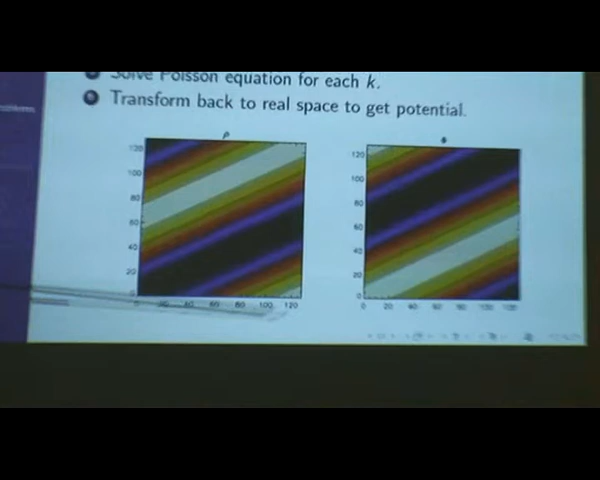 Solve Poisson equation for each k.
Transform back to real space to get potential.
ρ
120
100
80
60
40
20
0
40 60 80 100 120
120
100
80
60
40
20
0
0 20 40 60 80 100 120